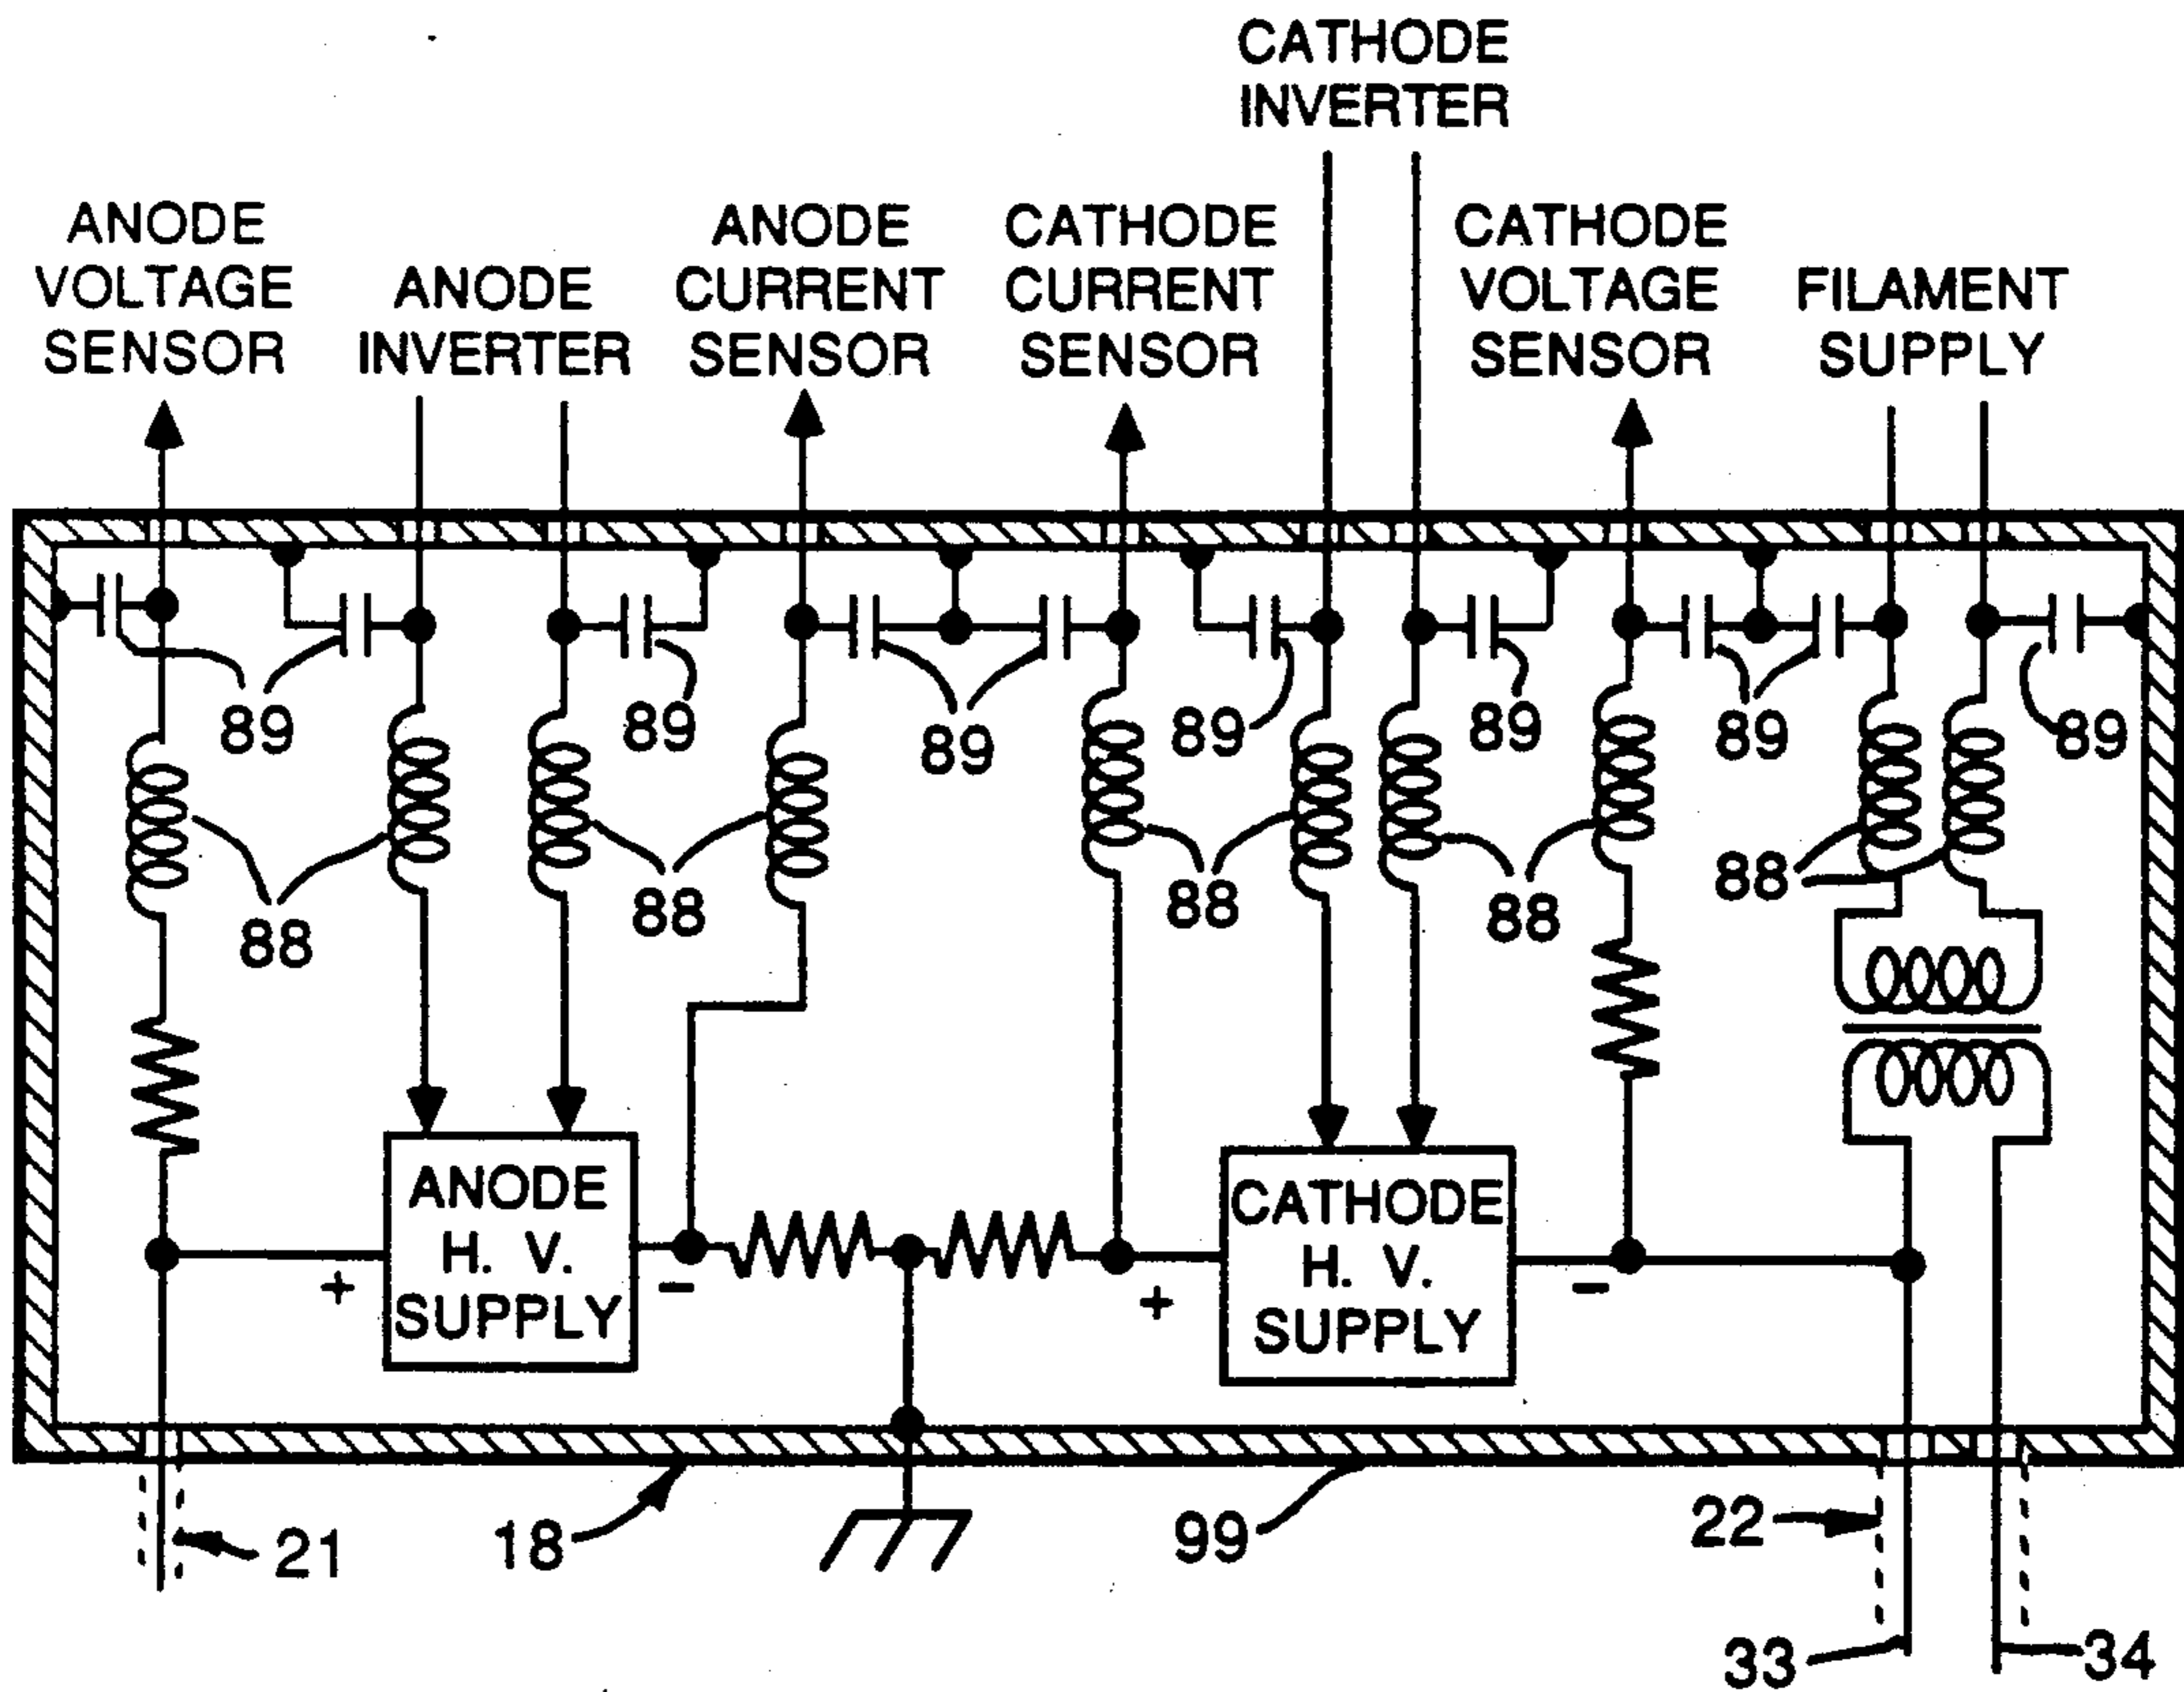 CATHODE
INVERTER
ANODE
VOLTAGE
SENSOR
ANODE
INVERTER
ANODE
CURRENT
SENSOR
CATHODE
CURRENT
SENSOR
CATHODE
VOLTAGE
SENSOR
FILAMENT
SUPPLY
89
89
89
89
89
89
89
88
88
88
88
88
ANODE
H. V.
SUPPLY
+
−
CATHODE
H. V.
SUPPLY
+
−
21
18
99
22
33
34